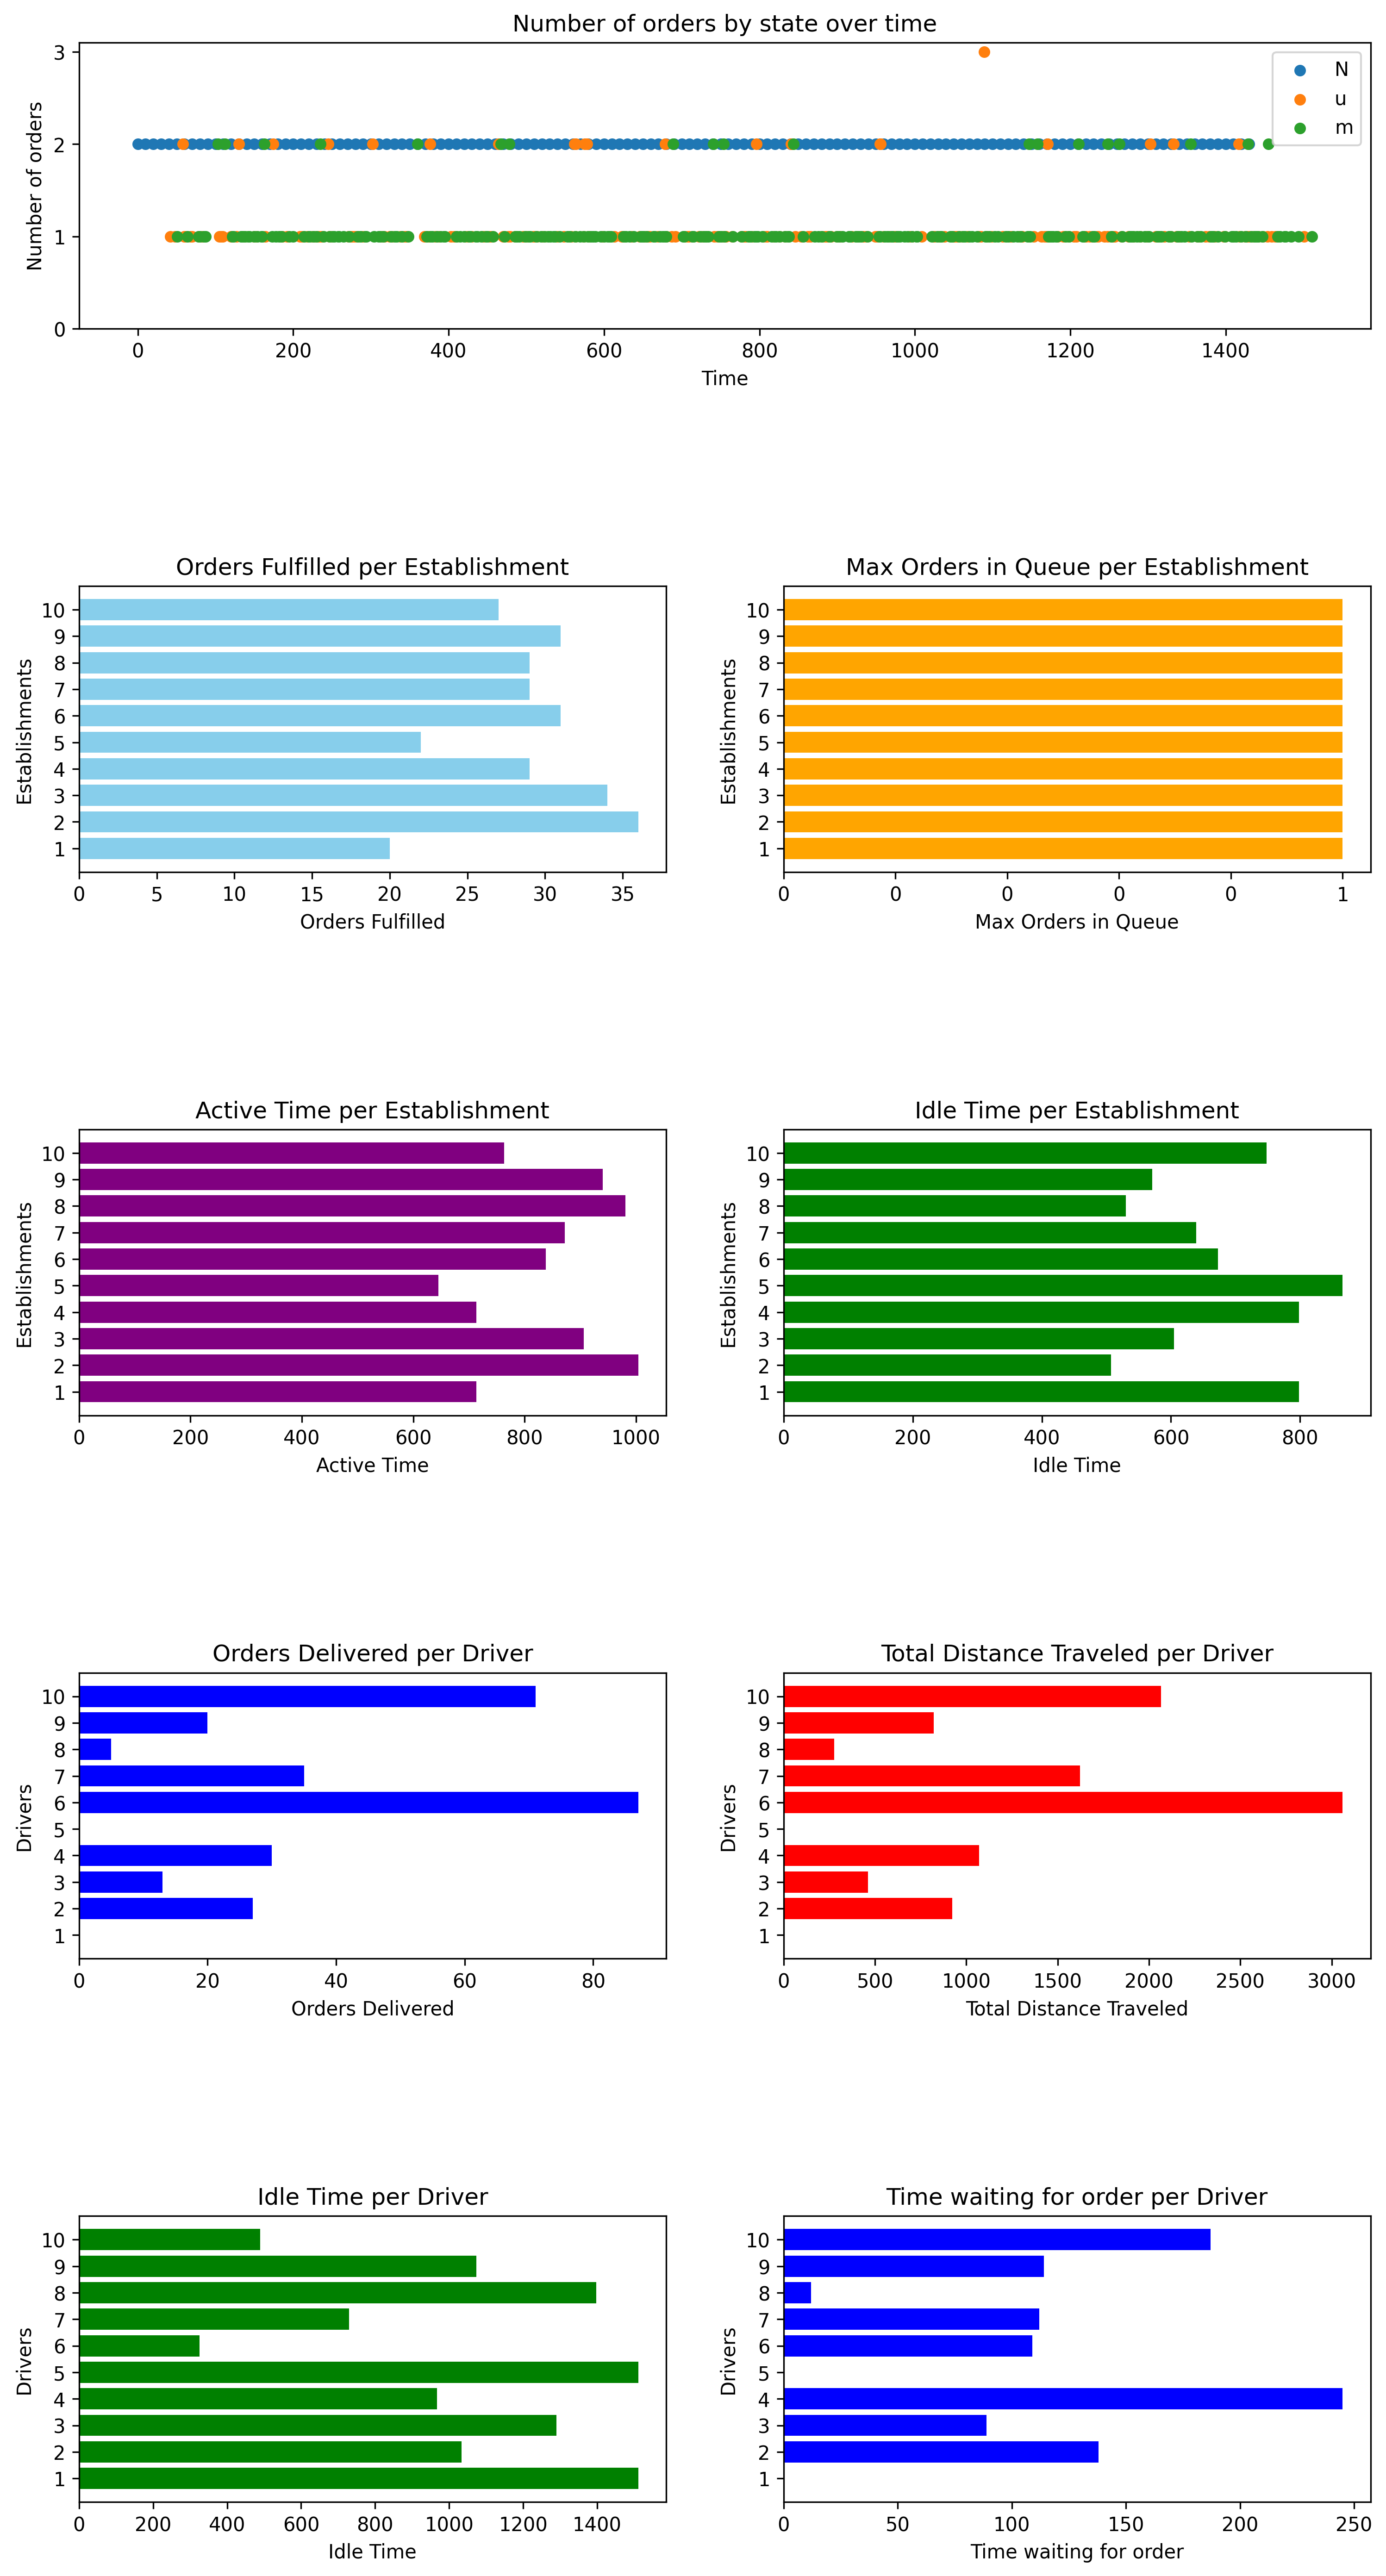 Number of orders by state over time
3
2
1
0
Number of orders
N
u
m
0 200 400 600 800 1000 1200 1400
Time
Orders Fulfilled per Establishment
10
9
8
7
6
5
4
3
2
1
Establishments
0 5 10 15 20 25 30 35
Orders Fulfilled
Max Orders in Queue per Establishment
10
9
8
7
6
5
4
3
2
1
Establishments
0 0 0 0 0 1
Max Orders in Queue
Active Time per Establishment
10
9
8
7
6
5
4
3
2
1
Establishments
0 200 400 600 800 1000
Active Time
Idle Time per Establishment
10
9
8
7
6
5
4
3
2
1
Establishments
0 200 400 600 800
Idle Time
Orders Delivered per Driver
10
9
8
7
6
5
4
3
2
1
Drivers
0 20 40 60 80
Orders Delivered
Total Distance Traveled per Driver
10
9
8
7
6
5
4
3
2
1
Drivers
0 500 1000 1500 2000 2500 3000
Total Distance Traveled
Idle Time per Driver
10
9
8
7
6
5
4
3
2
1
Drivers
0 200 400 600 800 1000 1200 1400
Idle Time
Time waiting for order per Driver
10
9
8
7
6
5
4
3
2
1
Drivers
0 50 100 150 200 250
Time waiting for order